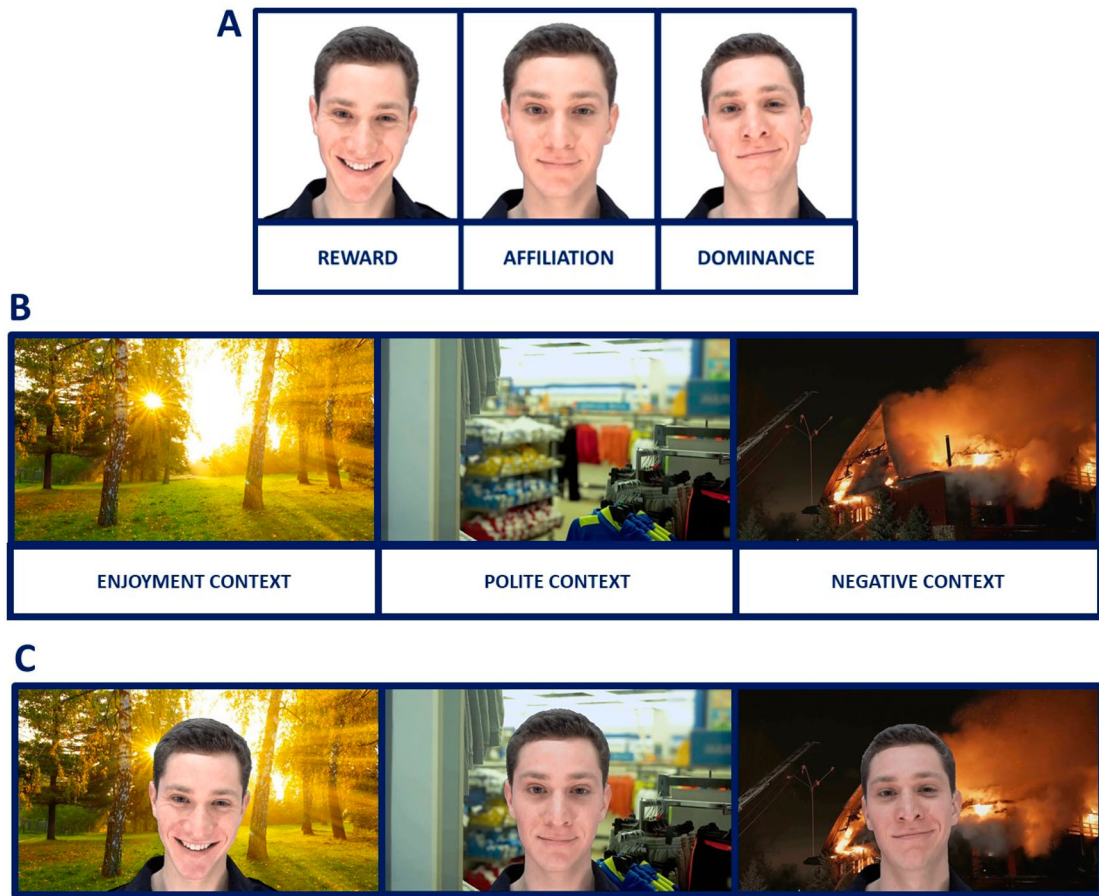 A
REWARD
AFFILIATION
DOMINANCE
B
ENJOYMENT CONTEXT
POLITE CONTEXT
NEGATIVE CONTEXT
C